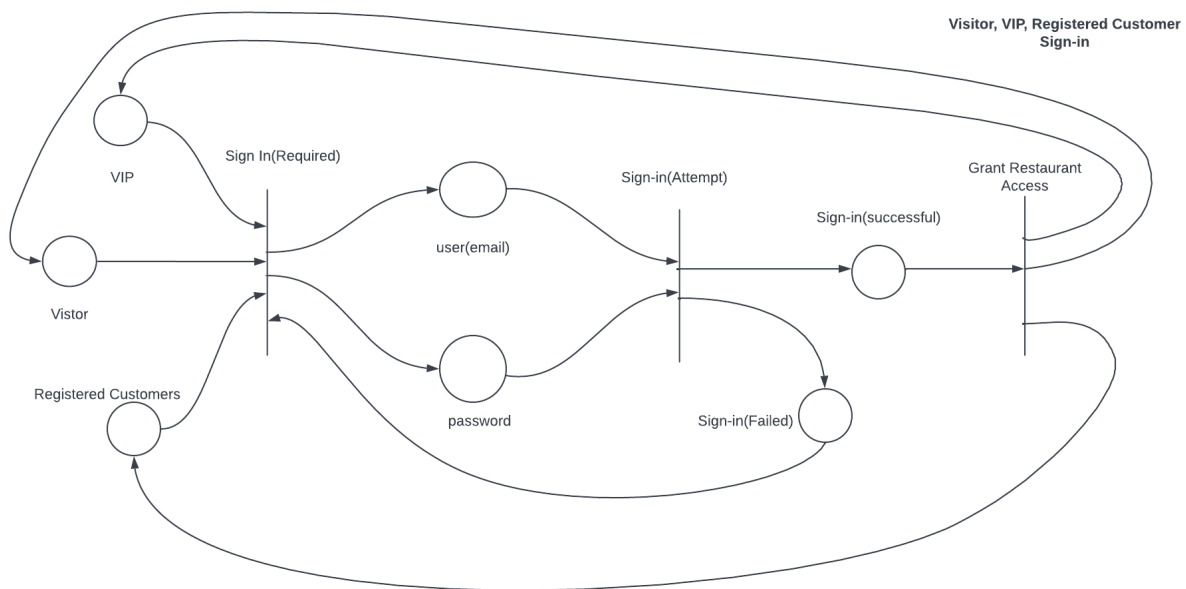 Visitor, VIP, Registered Customer
Sign-in
Sign In(Required)
VIP
Sign-in(Attempt)
Grant Restaurant
Access
Sign-in(successful)
user(email)
Vistor
Registered Customers
password
Sign-in(Failed)